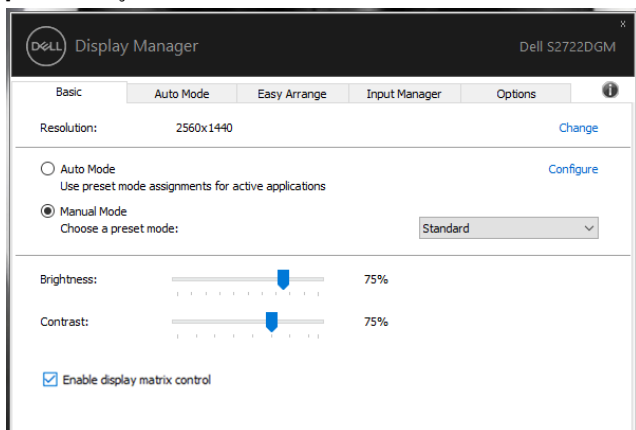 DELL Display Manager Dell S2722DGM x
Basic Auto Mode Easy Arrange Input Manager Options i
Resolution: 2560x1440 Change
Auto Mode Configure
Use preset mode assignments for active applications
Manual Mode
Choose a preset mode: Standard
Brightness: 75%
Contrast: 75%
Enable display matrix control